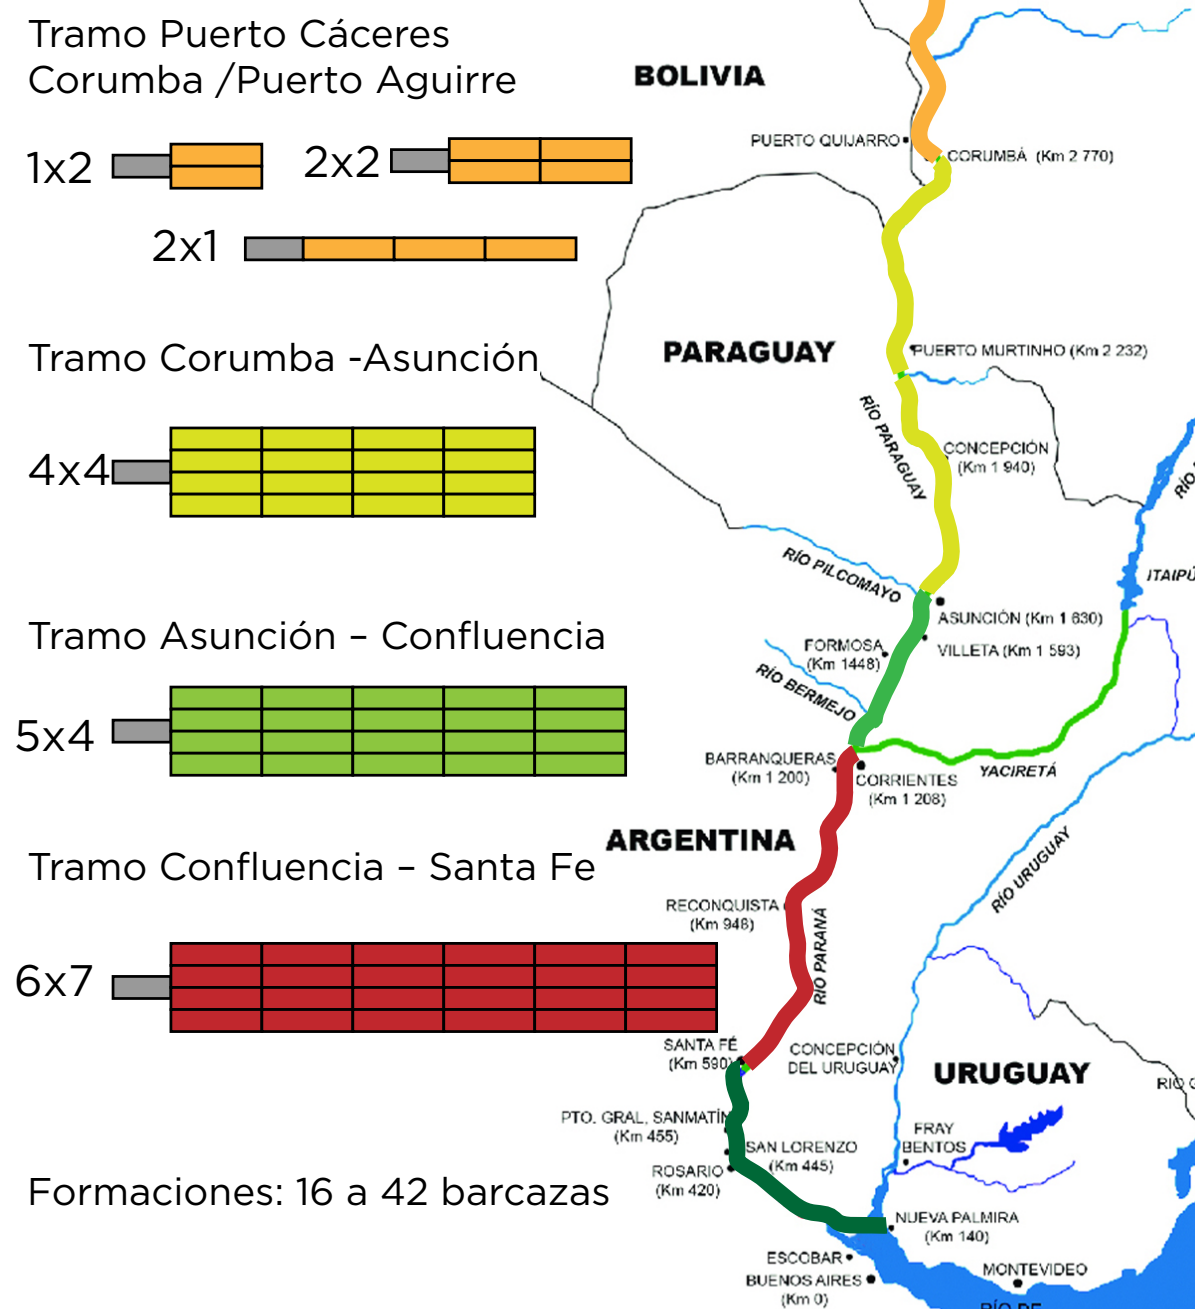 Tramo Puerto Cáceres
Corumba /Puerto Aguirre
1x2
2x2
2x1
Tramo Corumba -Asunción
4x4
Tramo Asunción – Confluencia
5x4
Tramo Confluencia – Santa Fe
6x7
Formaciones: 16 a 42 barcazas
BOLIVIA
PUERTO QUIJARRO
CORUMBÁ (Km 2 770)
PARAGUAY
PUERTO MURTINHO (Km 2 232)
RÍO PARAGUAY
CONCEPCIÓN
(Km 1 940)
RÍO
ITAIPÚ
RÍO PILCOMAYO
ASUNCIÓN (Km 1 630)
FORMOSA
(Km 1448)
VILLETA (Km 1 593)
RÍO BERMEJO
BARRANQUERAS
(Km 1 200)
CORRIENTES
(Km 1 208)
YACIRETÁ
ARGENTINA
RÍO URUGUAY
RECONQUISTA
(Km 948)
RÍO PARANÁ
SANTA FÉ
(Km 590)
CONCEPCIÓN
DEL URUGUAY
URUGUAY
RIO
PTO. GRAL. SANMATÍN
(Km 455)
FRAY
BENTOS
SAN LORENZO
(Km 445)
ROSARIO
(Km 420)
NUEVA PALMIRA
(Km 140)
ESCOBAR
BUENOS AIRES
(Km 0)
MONTEVIDEO
RÍO DE